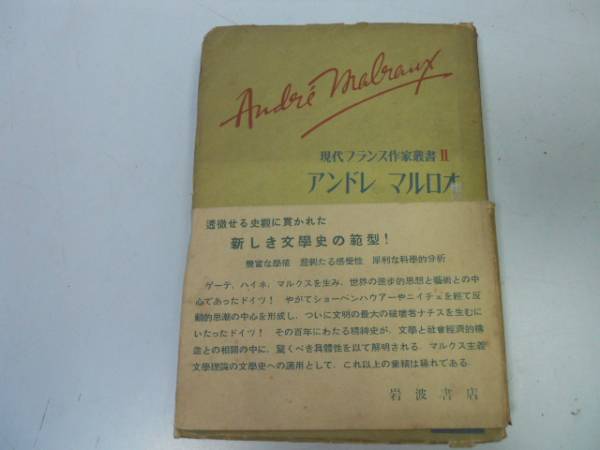 André Malraux
現代フランス作家叢書 II
アンドレ マルロオ
透徹せる史觀に貫かれた
新しき文學史の範型！
豊富な學殖 潑剌たる感受性 犀利な科學的分析
ゲーテ、ハイネ、マルクスを生み、世界の進歩的思想と藝術との中
心であったドイツ！ やがてショーペンハウアーやニイチェを經て反
動的思潮の中心を形成し、ついに文明の最大の破壞者ナチスを生むに
いたったドイツ！ その百年にわたる精神史が、文學と社會經濟的構
造との相關の中に、驚くべき具體性を以て解明される。マルクス主義
文學理論の文學史への適用として、これ以上の業積は稀れである.
岩波書店